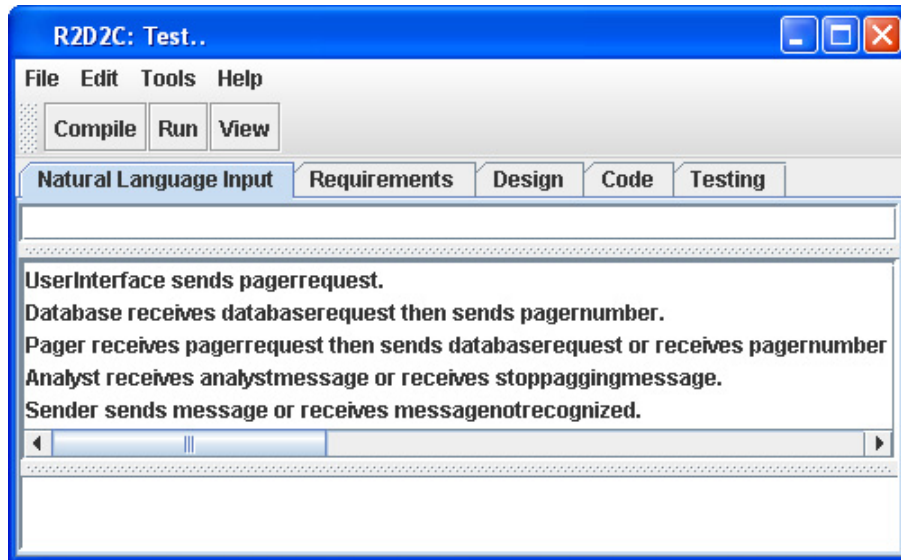 R2D2C: Test..
File Edit Tools Help
Compile Run View
Natural Language Input Requirements Design Code Testing
UserInterface sends pagerrequest.
Database receives databaserequest then sends pagernumber.
Pager receives pagerrequest then sends databaserequest or receives pagernumber
Analyst receives analystmessage or receives stoppaggingmessage.
Sender sends message or receives messagenotrecognized.